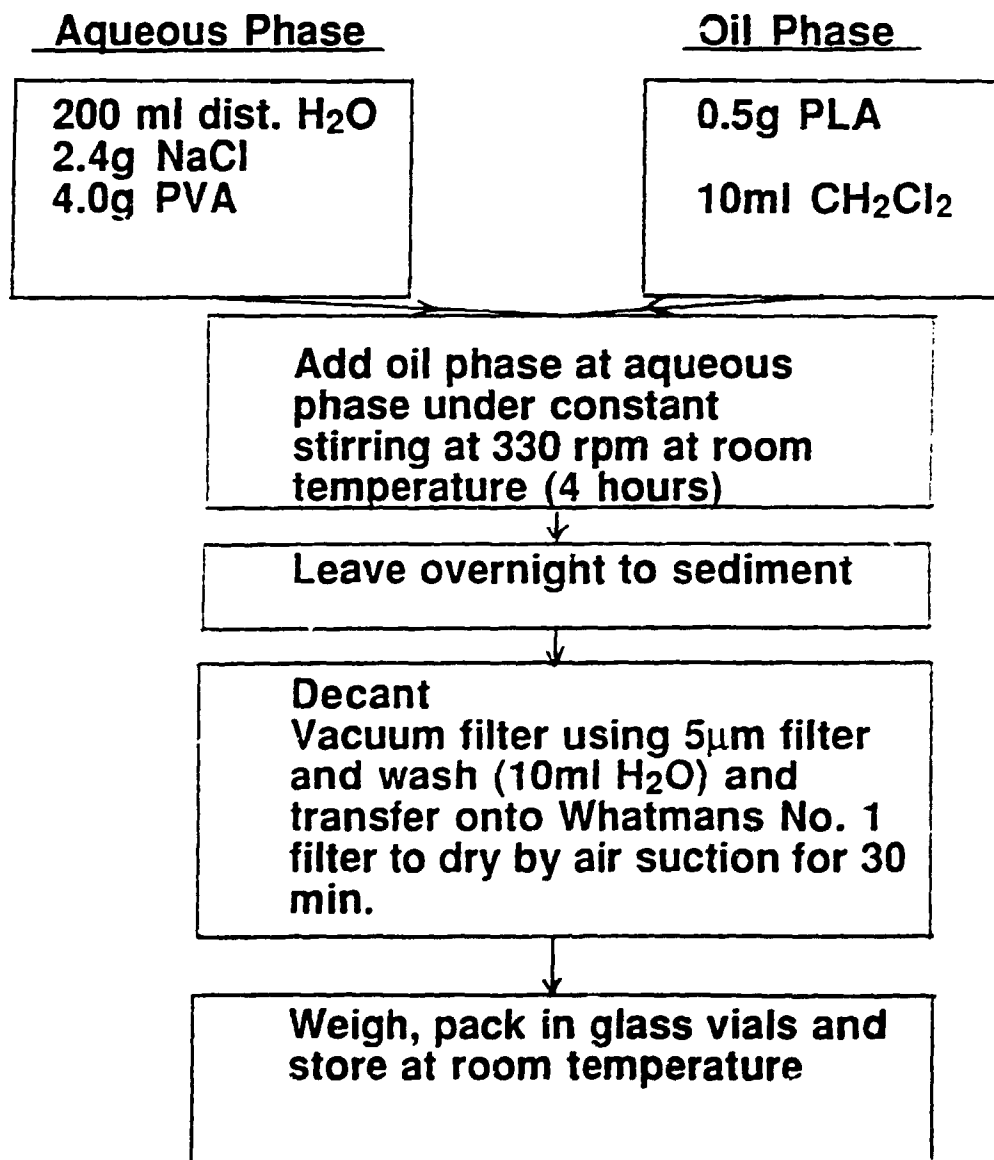 Aqueous Phase
Oil Phase
200 ml dist. H₂O
2.4g NaCl
4.0g PVA
0.5g PLA
10ml CH₂Cl₂
Add oil phase at aqueous
phase under constant
stirring at 330 rpm at room
temperature (4 hours)
Leave overnight to sediment
Decant
Vacuum filter using 5µm filter
and wash (10ml H₂O) and
transfer onto Whatmans No. 1
filter to dry by air suction for 30
min.
Weigh, pack in glass vials and
store at room temperature